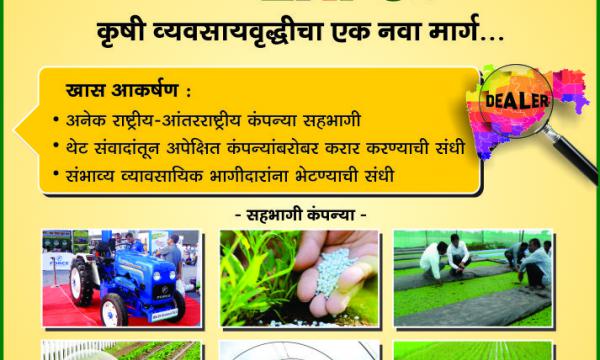 कृषी व्यवसायवृद्धीचा एक नवा मार्ग...
खास आकर्षण :
• अनेक राष्ट्रीय-आंतरराष्ट्रीय कंपन्या सहभागी
• थेट संवादांतून अपेक्षित कंपन्यांबरोबर करार करण्याची संधी
• संभाव्य व्यावसायिक भागीदारांना भेटण्याची संधी
DEALER
- सहभागी कंपन्या -
FORCE